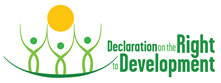 Declaration on the Right
to Development